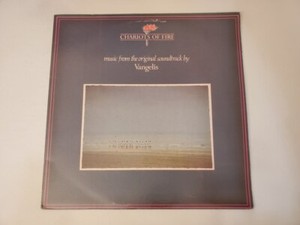 CHARIOTS OF FIRE
music from the original soundtrack by
Vangelis